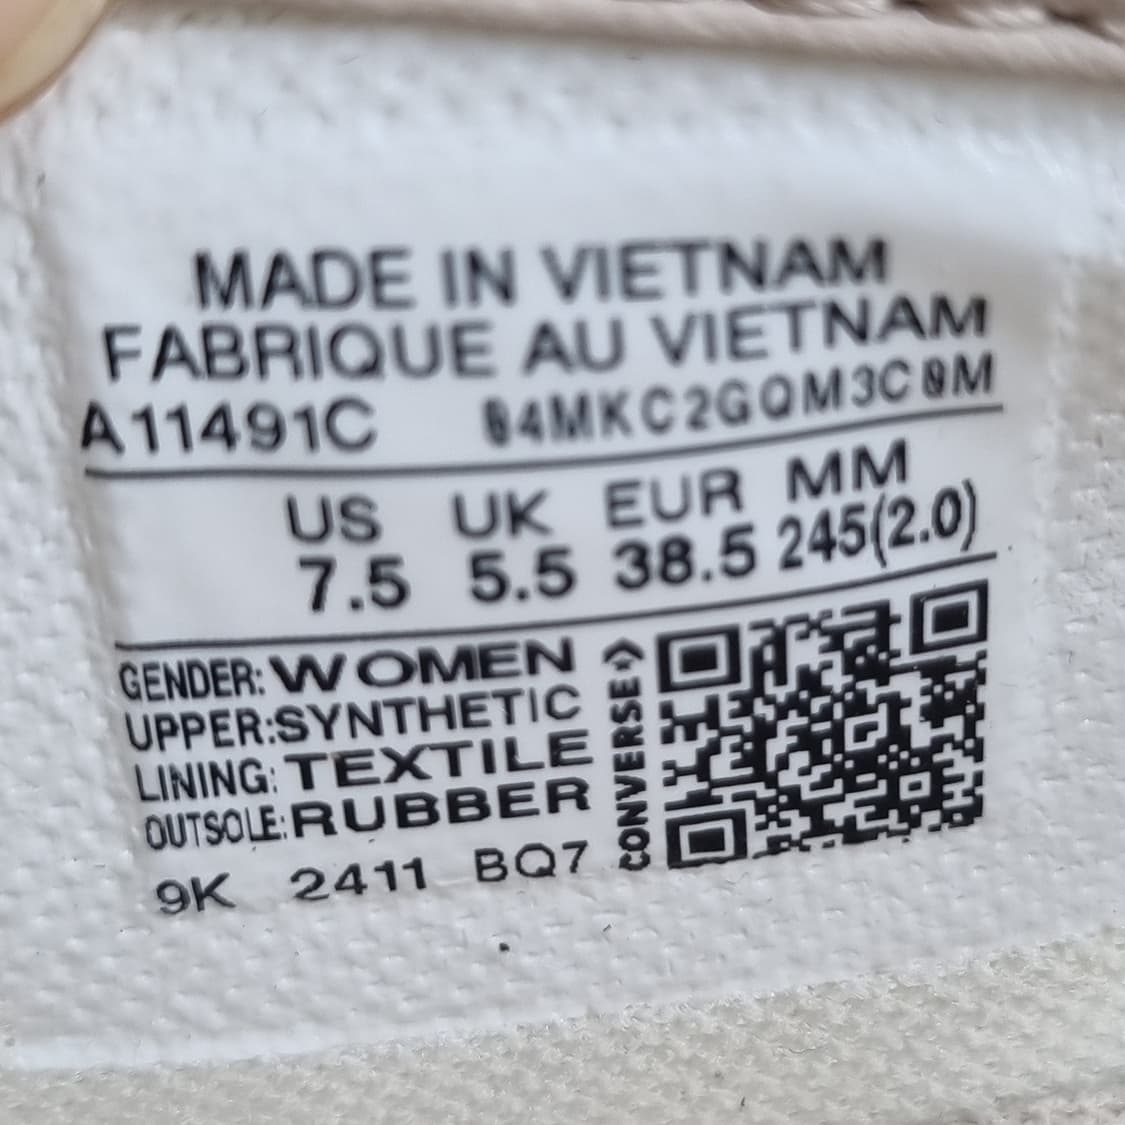 MADE IN VIETNAM
FABRIQUE AU VIETNAM
A11491C 04MKC2GQM3C0M
US UK EUR MM
7.5 5.5 38.5 245(2.0)
GENDER: WOMEN
UPPER:SYNTHETIC
LINING: TEXTILE
OUTSOLE: RUBBER
9K 2411 BQ7
CONVERSE